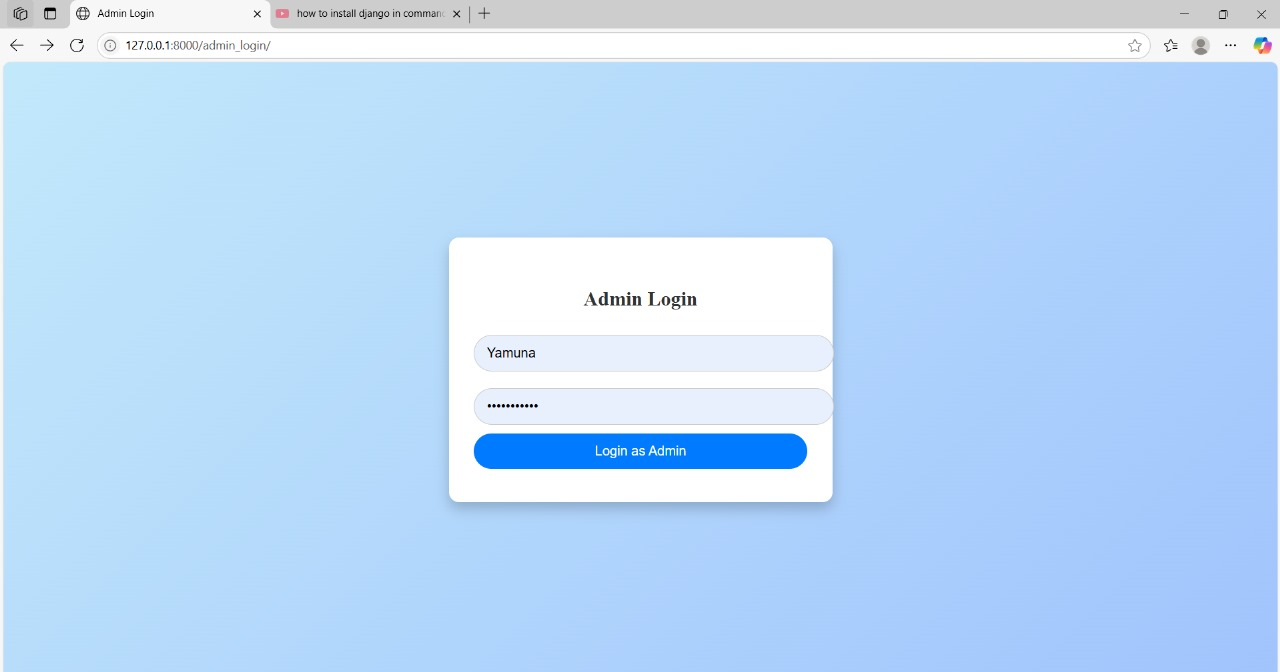 Admin Login
how to install django in comman
127.0.0.1:8000/admin_login/
Admin Login
Yamuna
•••••••••••
Login as Admin